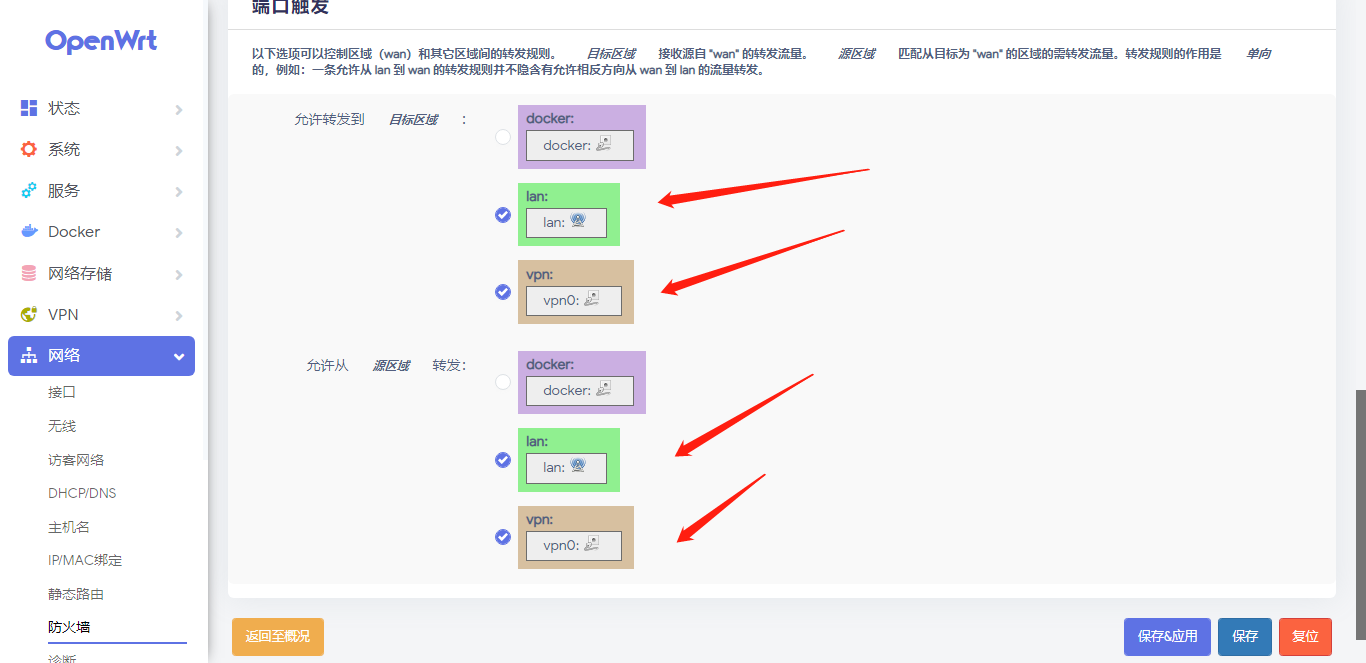 OpenWrt
状态
系统
服务
Docker
网络存储
VPN
网络
接口
无线
访客网络
DHCP/DNS
主机名
IP/MAC绑定
静态路由
防火墙
诊断
端口触发
以下选项可以控制区域（wan）和其它区域间的转发规则。 目标区域 接收源自 "wan" 的转发流量。 源区域 匹配从目标为 "wan" 的区域的需转发流量。转发规则的作用是 单向
的，例如：一条允许从 lan 到 wan 的转发规则并不隐含有允许相反方向从 wan 到 lan 的流量转发。
允许转发到 目标区域 ：
docker:
docker:
lan:
lan:
vpn:
vpn0:
允许从 源区域 转发：
docker:
docker:
lan:
lan:
vpn:
vpn0:
返回至概况
保存&应用
保存
复位